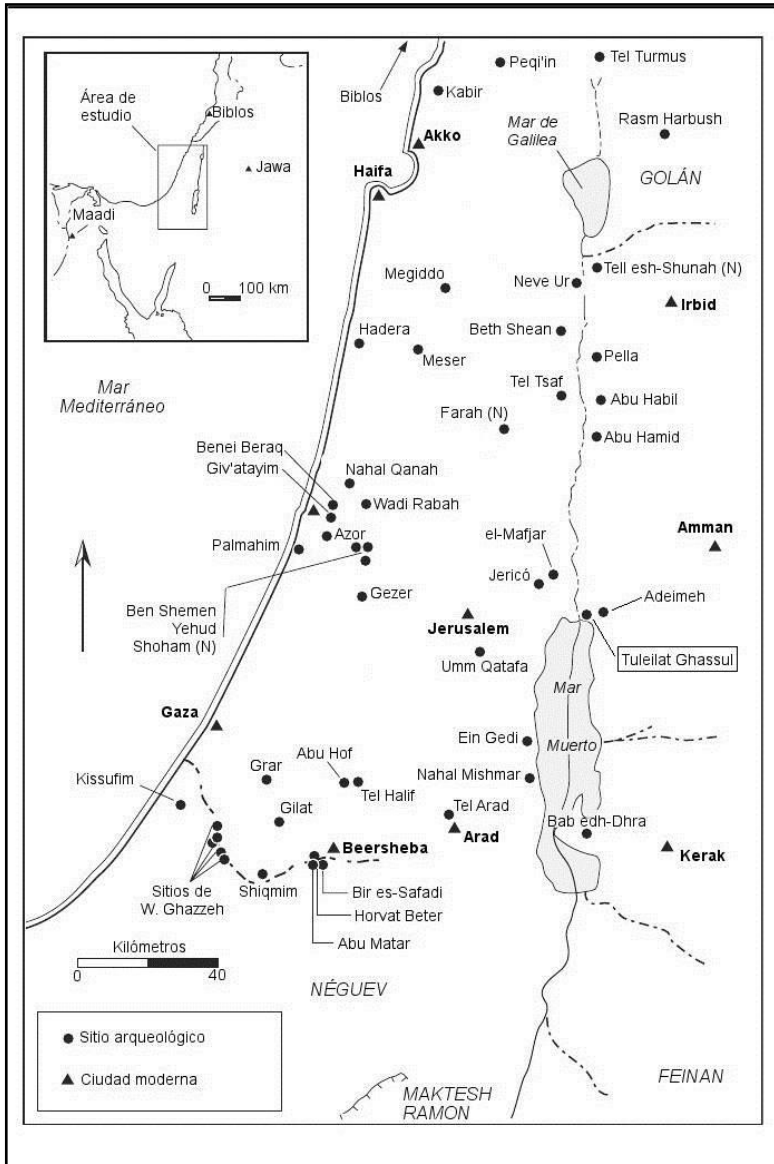 Área de
estudio
Biblos
Jawa
Maadi
0 100 km
Biblos
Peqi'in
Tel Turmus
Kabir
Akko
Mar de
Galilea
Rasm Harbush
GOLÁN
Haifa
Megiddo
Neve Ur
Tell esh-Shunah (N)
Irbid
Hadera
Meser
Beth Shean
Pella
Mar
Mediterráneo
Tel Tsaf
Abu Habil
Farah (N)
Abu Hamid
Benei Beraq
Giv'atayim
Nahal Qanah
Wadi Rabah
Azor
Palmahim
el-Mafjar
Amman
Jericó
Gezer
Adeimeh
Ben Shemen
Yehud
Shoham (N)
Jerusalem
Umm Qatafa
Tuleilat Ghassul
Mar
Muerto
Gaza
Ein Gedi
Kissufim
Grar
Abu Hof
Tel Halif
Nahal Mishmar
Gilat
Tel Arad
Arad
Bab edh-Dhra
Beersheba
Kerak
Sitios de
W. Ghazzeh
Shiqmim
Bir es-Safadi
Horvat Beter
Abu Matar
Kilómetros
0 40
NÉGUEV
Sitio arqueológico
Ciudad moderna
MAKTESH
RAMON
FEINAN